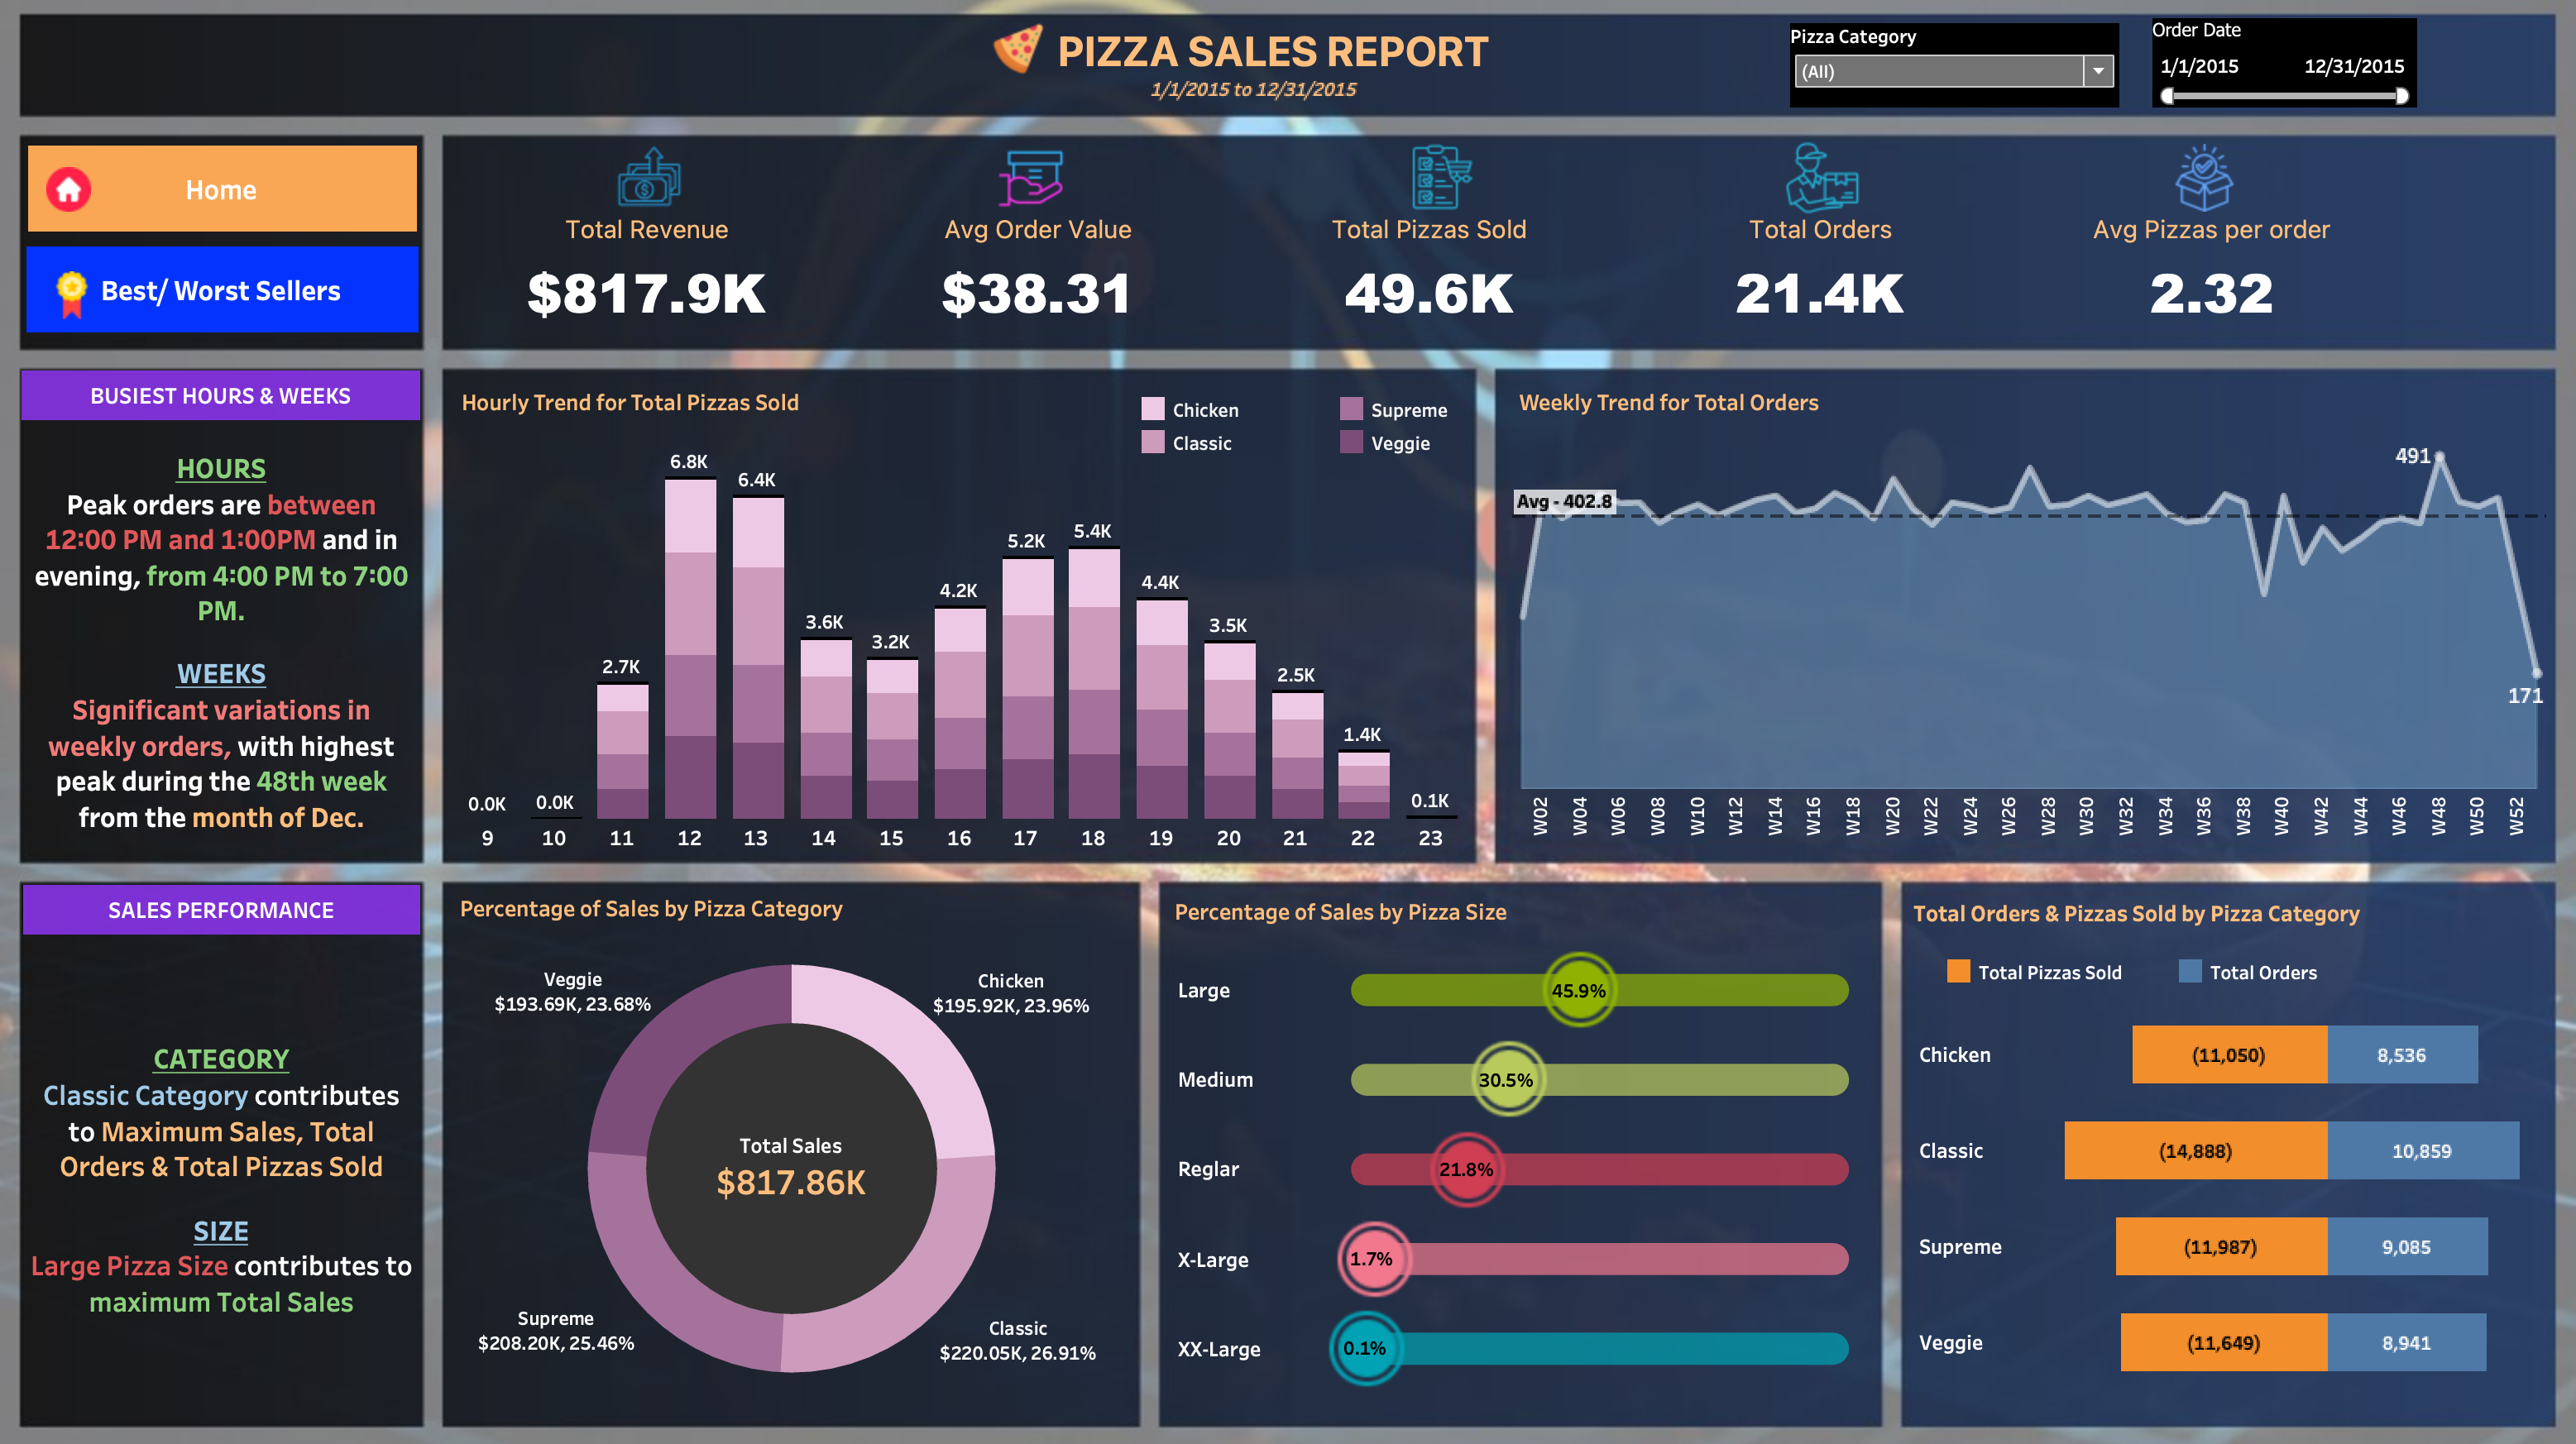 PIZZA SALES REPORT
1/1/2015 to 12/31/2015
Pizza Category
(All)
Order Date
1/1/2015 12/31/2015
Home
Best/ Worst Sellers
Total Revenue
$817.9K
Avg Order Value
$38.31
Total Pizzas Sold
49.6K
Total Orders
21.4K
Avg Pizzas per order
2.32
BUSIEST HOURS & WEEKS
HOURS
Peak orders are between
12:00 PM and 1:00PM and in
evening, from 4:00 PM to 7:00
PM.
WEEKS
Significant variations in
weekly orders, with highest
peak during the 48th week
from the month of Dec.
Hourly Trend for Total Pizzas Sold
Chicken Supreme
Classic Veggie
0.0K 0.0K 2.7K 6.8K 6.4K 3.6K 3.2K 4.2K 5.2K 5.4K 4.4K 3.5K 2.5K 1.4K 0.1K
9 10 11 12 13 14 15 16 17 18 19 20 21 22 23
Weekly Trend for Total Orders
491
Avg - 402.8
171
W02 W04 W06 W08 W10 W12 W14 W16 W18 W20 W22 W24 W26 W28 W30 W32 W34 W36 W38 W40 W42 W44 W46 W48 W50 W52
SALES PERFORMANCE
CATEGORY
Classic Category contributes
to Maximum Sales, Total
Orders & Total Pizzas Sold
SIZE
Large Pizza Size contributes to
maximum Total Sales
Percentage of Sales by Pizza Category
Veggie
$193.69K, 23.68%
Chicken
$195.92K, 23.96%
Total Sales
$817.86K
Supreme
$208.20K, 25.46%
Classic
$220.05K, 26.91%
Percentage of Sales by Pizza Size
Large 45.9%
Medium 30.5%
Reglar 21.8%
X-Large 1.7%
XX-Large 0.1%
Total Orders & Pizzas Sold by Pizza Category
Total Pizzas Sold Total Orders
Chicken (11,050) 8,536
Classic (14,888) 10,859
Supreme (11,987) 9,085
Veggie (11,649) 8,941